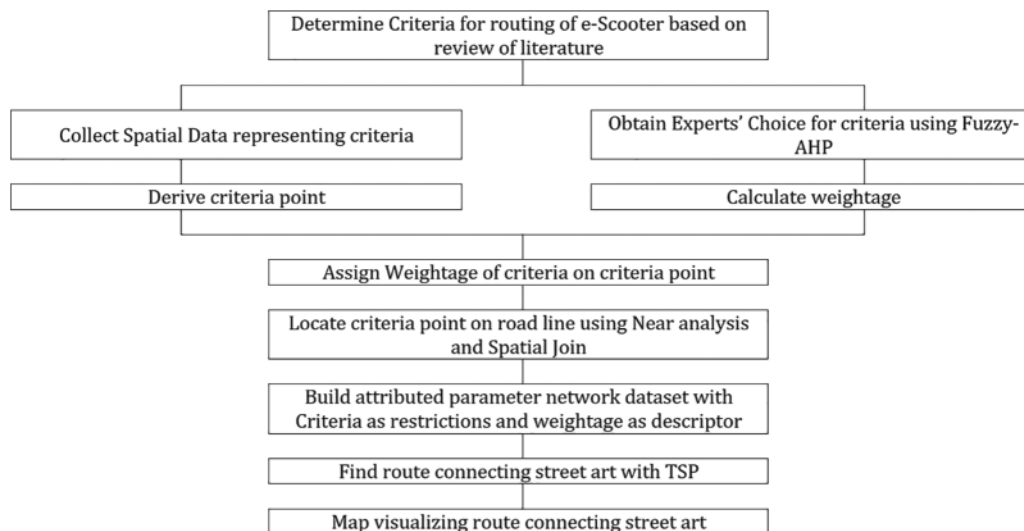 Determine Criteria for routing of e-Scooter based on
review of literature
Collect Spatial Data representing criteria
Obtain Experts' Choice for criteria using Fuzzy-
AHP
Derive criteria point
Calculate weightage
Assign Weightage of criteria on criteria point
Locate criteria point on road line using Near analysis
and Spatial Join
Build attributed parameter network dataset with
Criteria as restrictions and weightage as descriptor
Find route connecting street art with TSP
Map visualizing route connecting street art